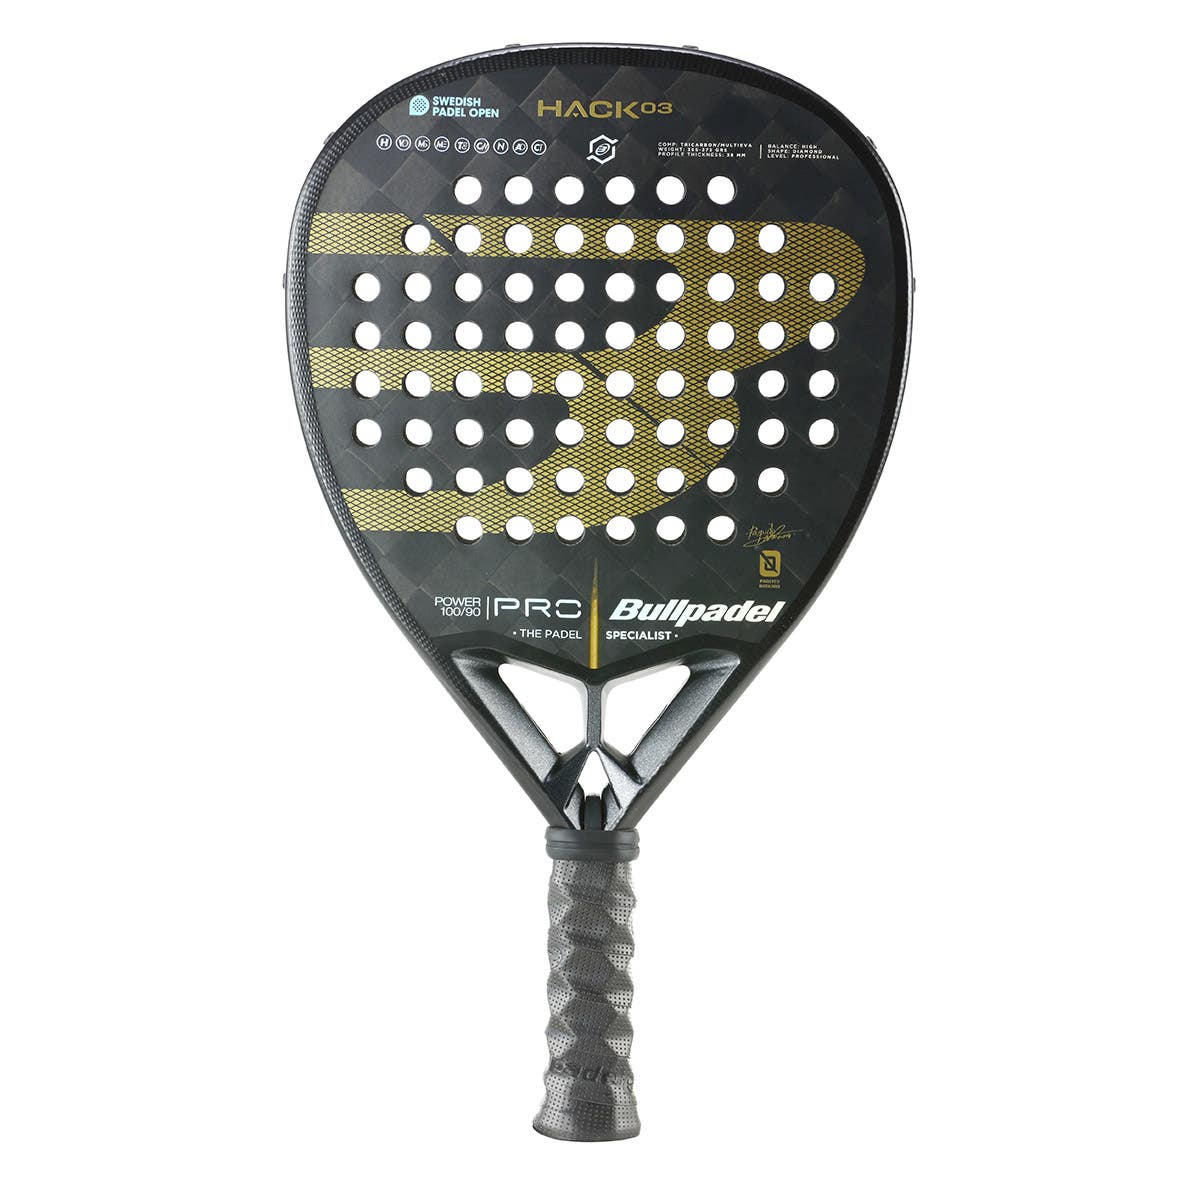 SWEDISH
PADEL OPEN
HACK03
COMP: TRICARBON/MULTIEVA
WEIGHT: 365-375 GRS
PROFILE THICKNESS: 38 MM
BALANCE: HIGH
SHAPE: DIAMOND
LEVEL: PROFESSIONAL
H
N
POWER
100/90
PRO
Bullpadel
• THE PADEL SPECIALIST •